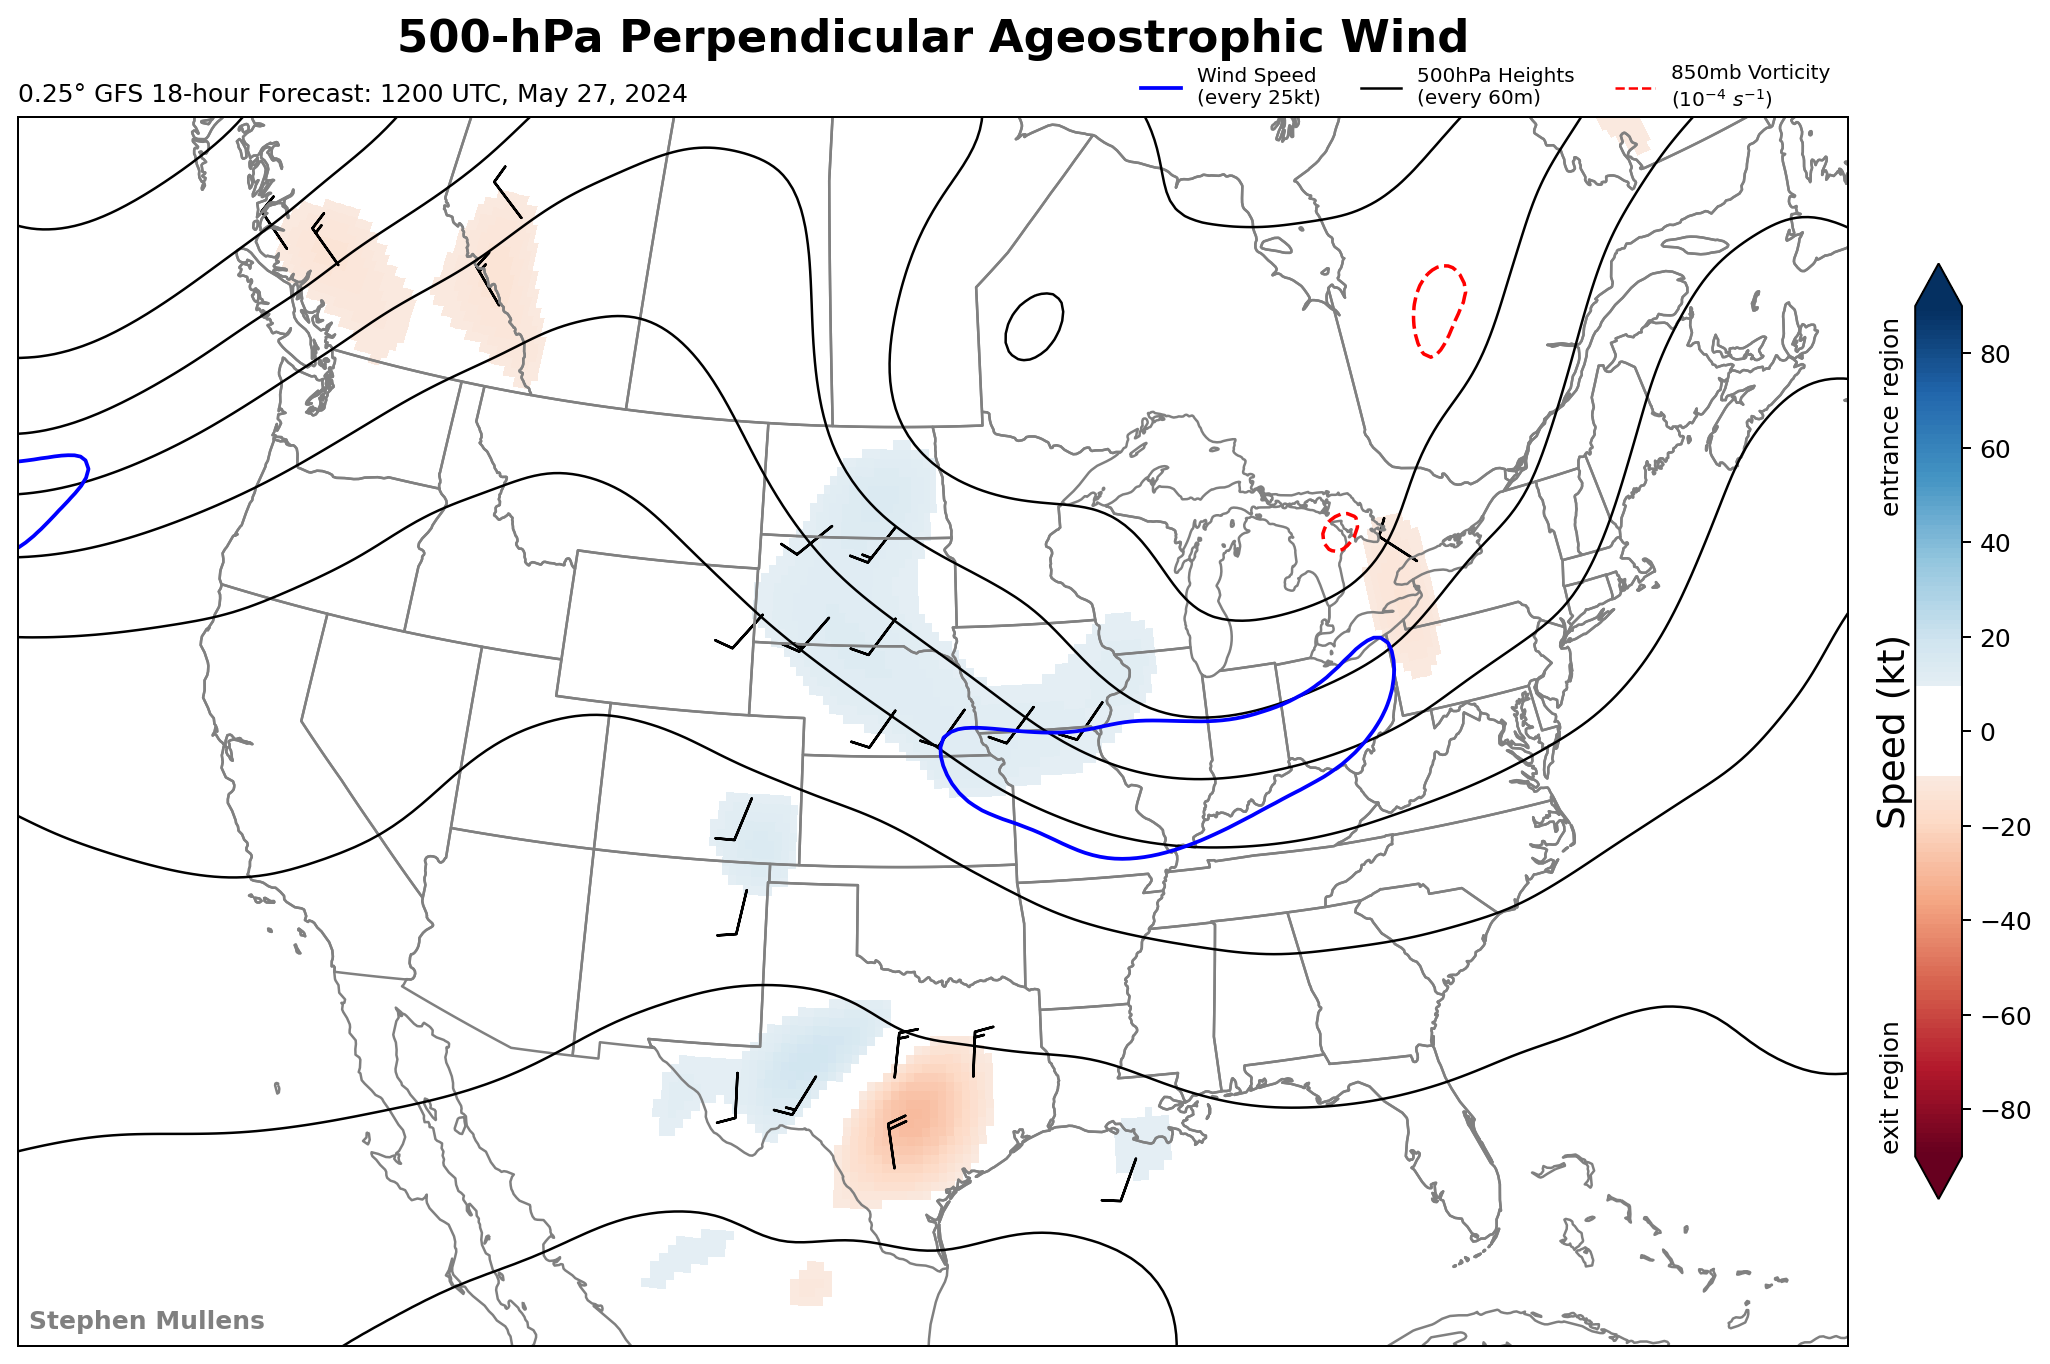 500-hPa Perpendicular Ageostrophic Wind
0.25° GFS 18-hour Forecast: 1200 UTC, May 27, 2024
Wind Speed
(every 25kt)
500hPa Heights
(every 60m)
850mb Vorticity
(10⁻⁴ s⁻¹)
entrance region
Speed (kt)
exit region
80
60
40
20
0
−20
−40
−60
−80
Stephen Mullens